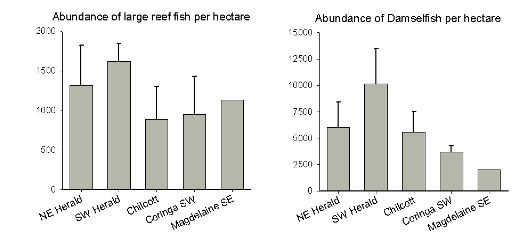 Abundance of large reef fish per hectare
2000
1500
1000
500
0
NE Herald
SW Herald
Chilcott
Coringa SW
Magdelaine SE
Abundance of Damselfish per hectare
15000
12500
10000
7500
5000
2500
0
NE Herald
SW Herald
Chilcott
Coringa SW
Magdelaine SE